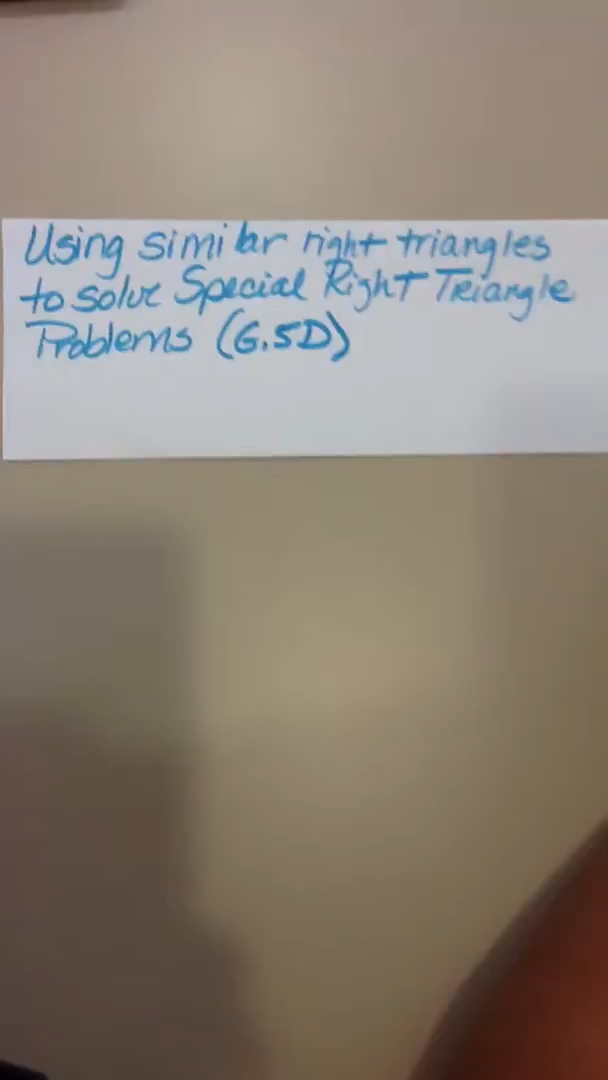 Using similar right triangles
to solve Special Right Triangle
Problems (G.5D)